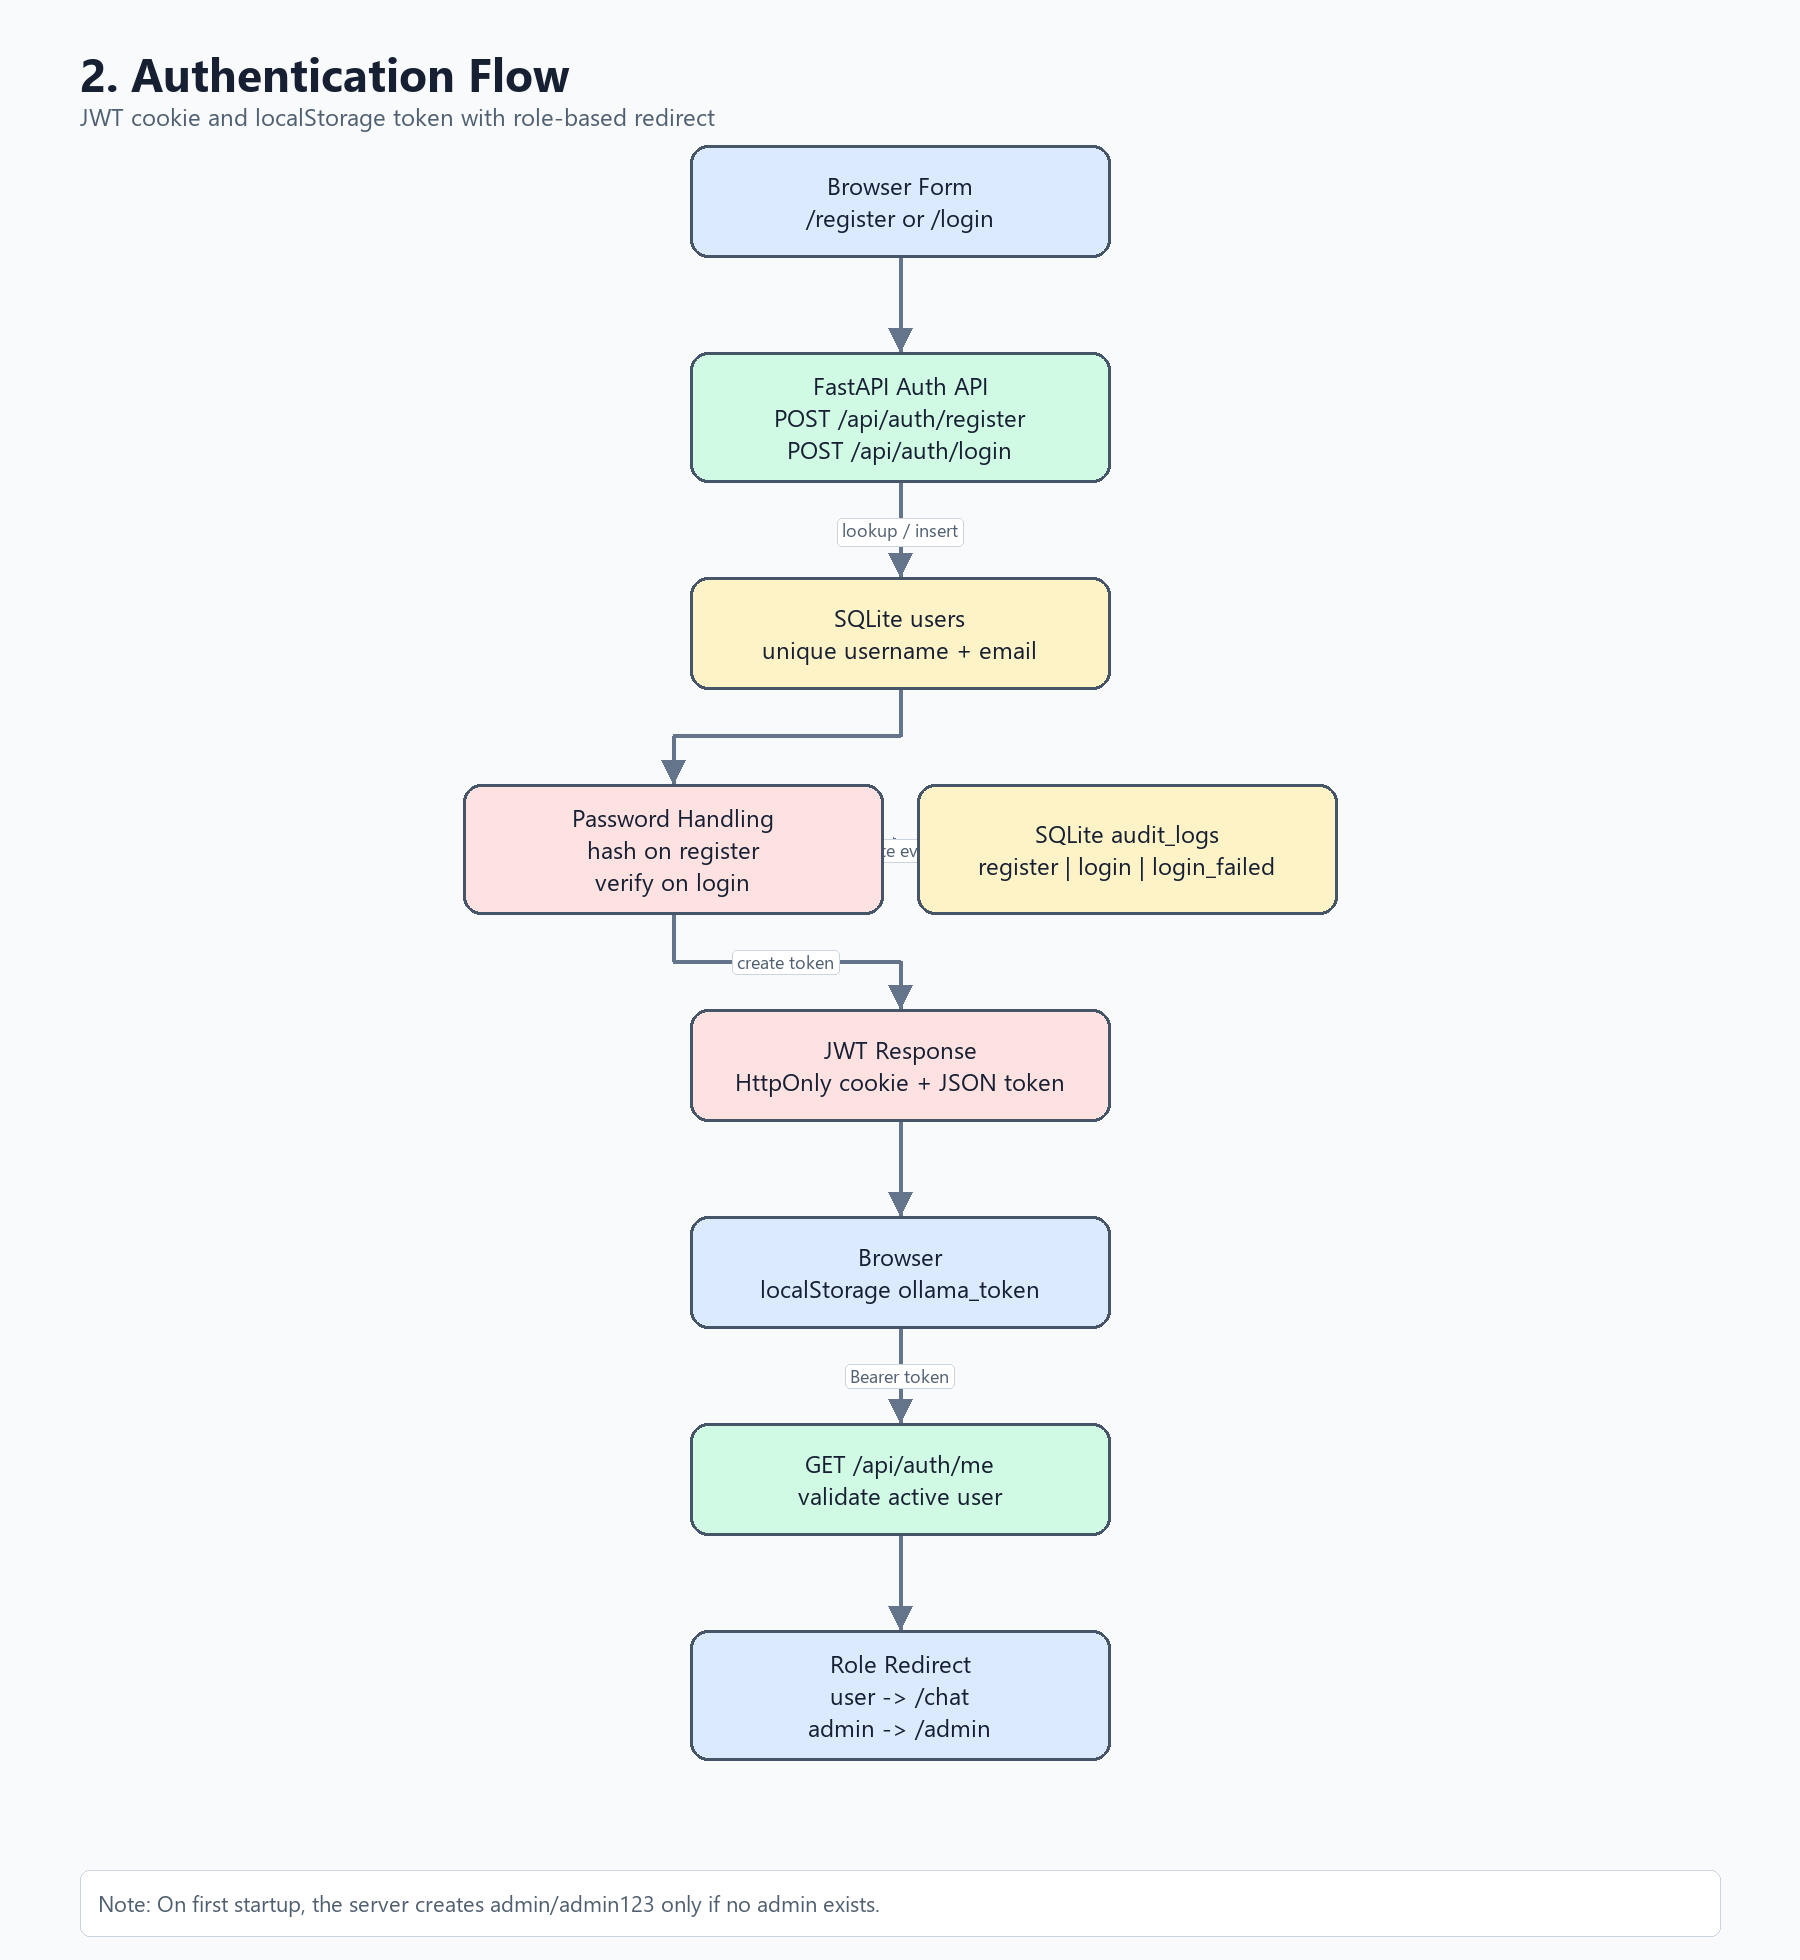 2. Authentication Flow
JWT cookie and localStorage token with role-based redirect
Browser Form
/register or /login
FastAPI Auth API
POST /api/auth/register
POST /api/auth/login
lookup / insert
SQLite users
unique username + email
Password Handling
hash on register
verify on login
SQLite audit_logs
register | login | login_failed
create token
JWT Response
HttpOnly cookie + JSON token
Browser
localStorage ollama_token
Bearer token
GET /api/auth/me
validate active user
Role Redirect
user -> /chat
admin -> /admin
Note: On first startup, the server creates admin/admin123 only if no admin exists.